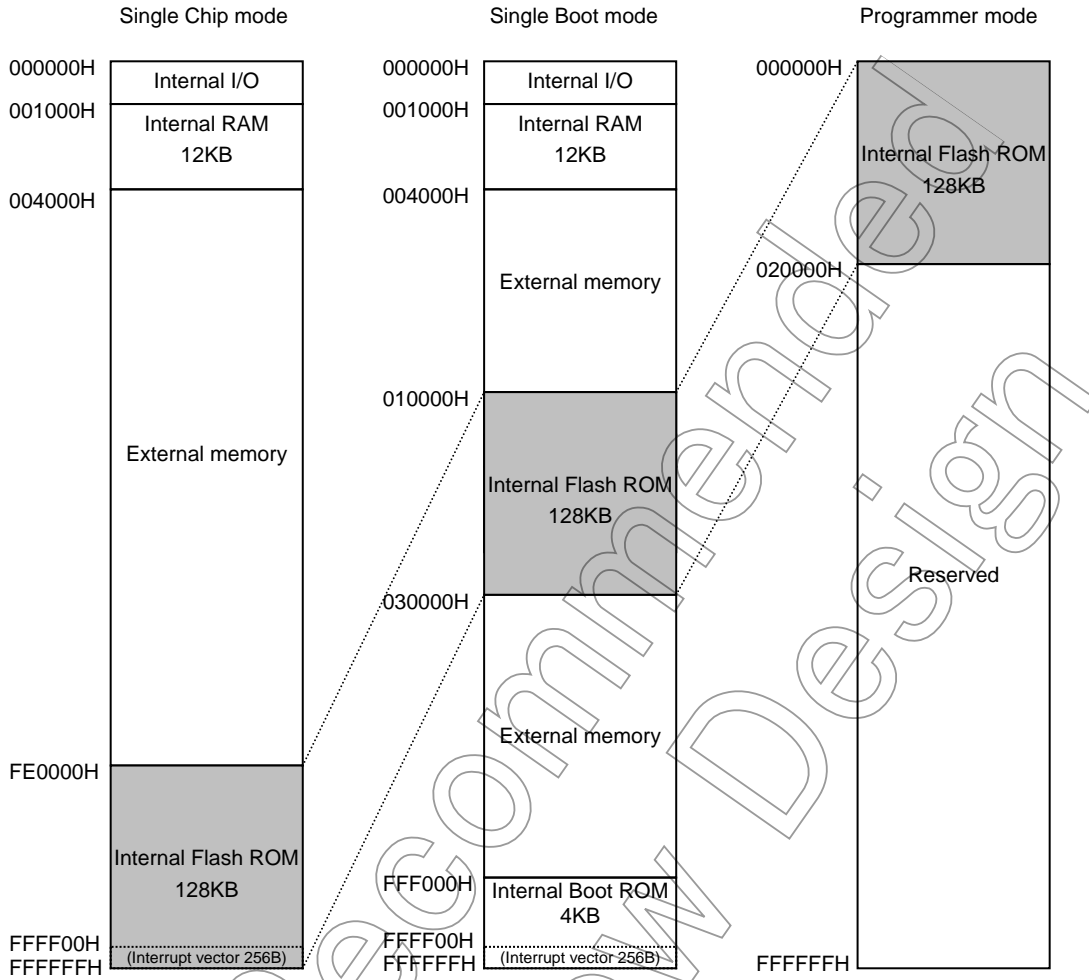 Single Chip mode
Single Boot mode
Programmer mode
000000H
Internal I/O
001000H
Internal RAM
12KB
004000H
External memory
FE0000H
Internal Flash ROM
128KB
FFFF00H
(Interrupt vector 256B)
FFFFFFH
000000H
Internal I/O
001000H
Internal RAM
12KB
004000H
External memory
010000H
Internal Flash ROM
128KB
030000H
External memory
FFF000H
Internal Boot ROM
4KB
FFFF00H
(Interrupt vector 256B)
FFFFFFH
000000H
Internal Flash ROM
128KB
020000H
Reserved
FFFFFFH
ecommended
w Design